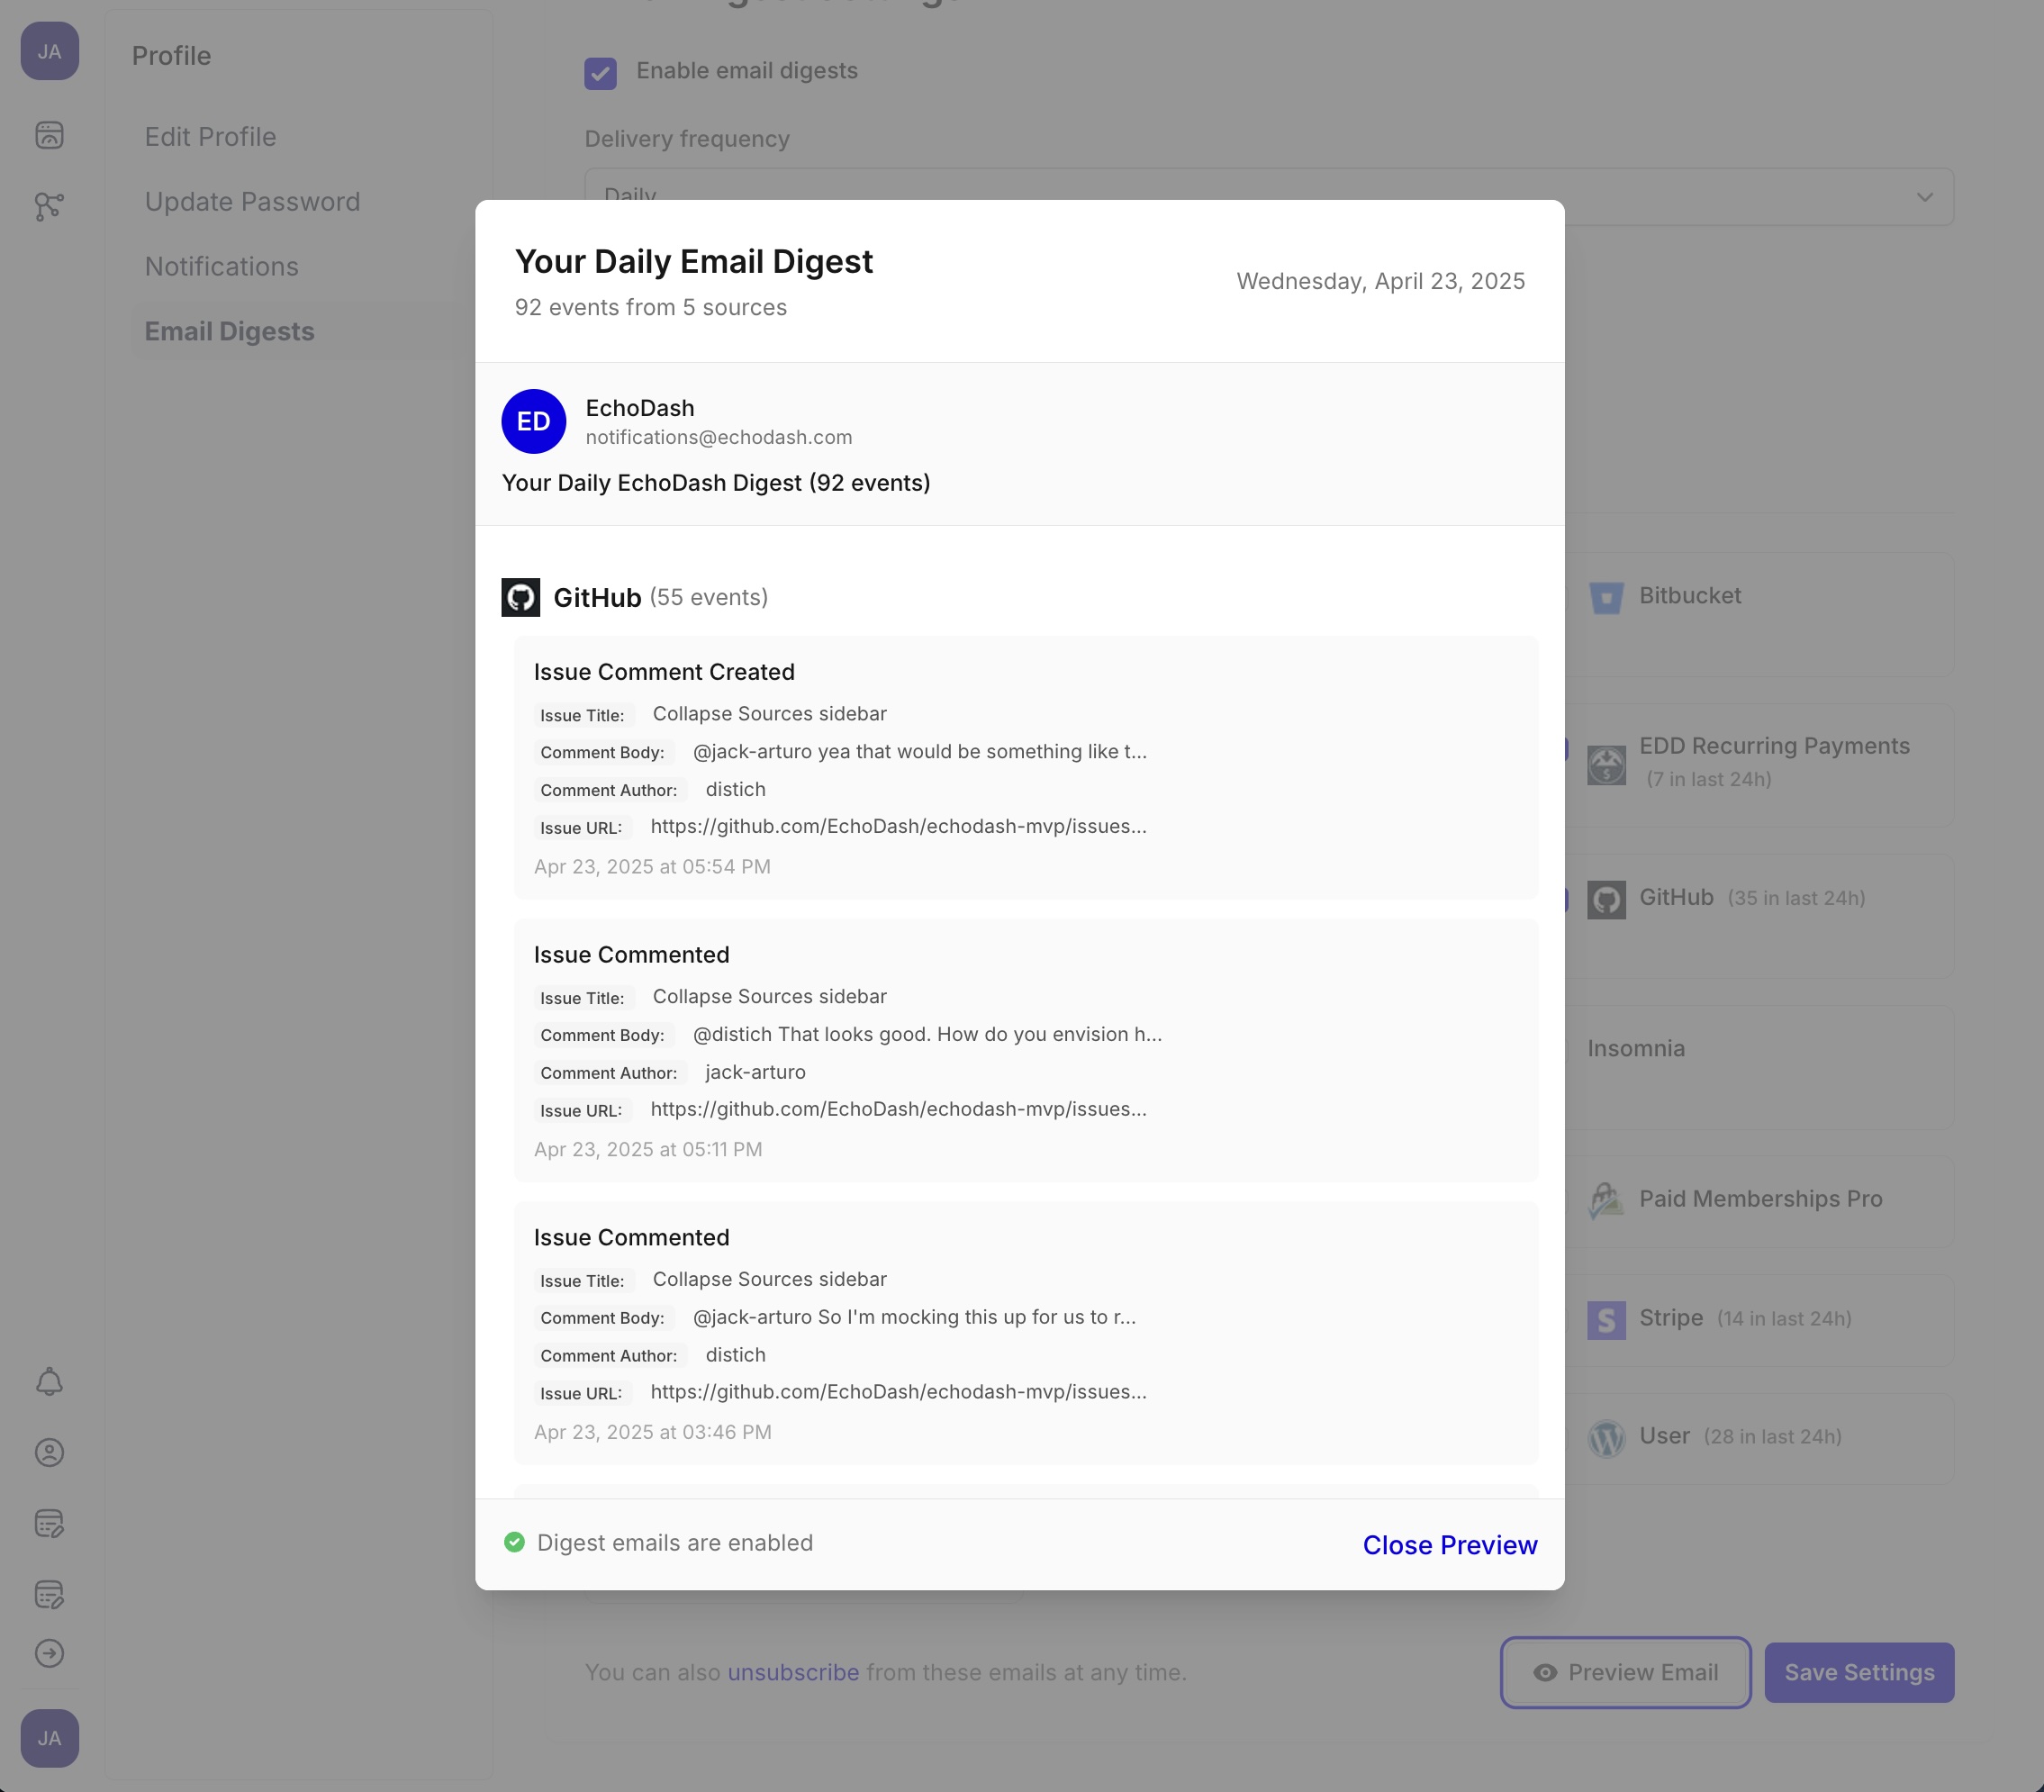 JA
Profile
Edit Profile
Update Password
Notifications
Email Digests
Enable email digests
Delivery frequency
Daily
Your Daily Email Digest
92 events from 5 sources
Wednesday, April 23, 2025
ED
EchoDash
notifications@echodash.com
Your Daily EchoDash Digest (92 events)
GitHub (55 events)
Issue Comment Created
Issue Title: Collapse Sources sidebar
Comment Body: @jack-arturo yea that would be something like t...
Comment Author: distich
Issue URL: https://github.com/EchoDash/echodash-mvp/issues...
Apr 23, 2025 at 05:54 PM
Issue Commented
Issue Title: Collapse Sources sidebar
Comment Body: @distich That looks good. How do you envision h...
Comment Author: jack-arturo
Issue URL: https://github.com/EchoDash/echodash-mvp/issues...
Apr 23, 2025 at 05:11 PM
Issue Commented
Issue Title: Collapse Sources sidebar
Comment Body: @jack-arturo So I'm mocking this up for us to r...
Comment Author: distich
Issue URL: https://github.com/EchoDash/echodash-mvp/issues...
Apr 23, 2025 at 03:46 PM
Digest emails are enabled
Close Preview
Bitbucket
EDD Recurring Payments
(7 in last 24h)
GitHub (35 in last 24h)
Insomnia
Paid Memberships Pro
S
Stripe (14 in last 24h)
User (28 in last 24h)
You can also unsubscribe from these emails at any time.
Preview Email
Save Settings
JA